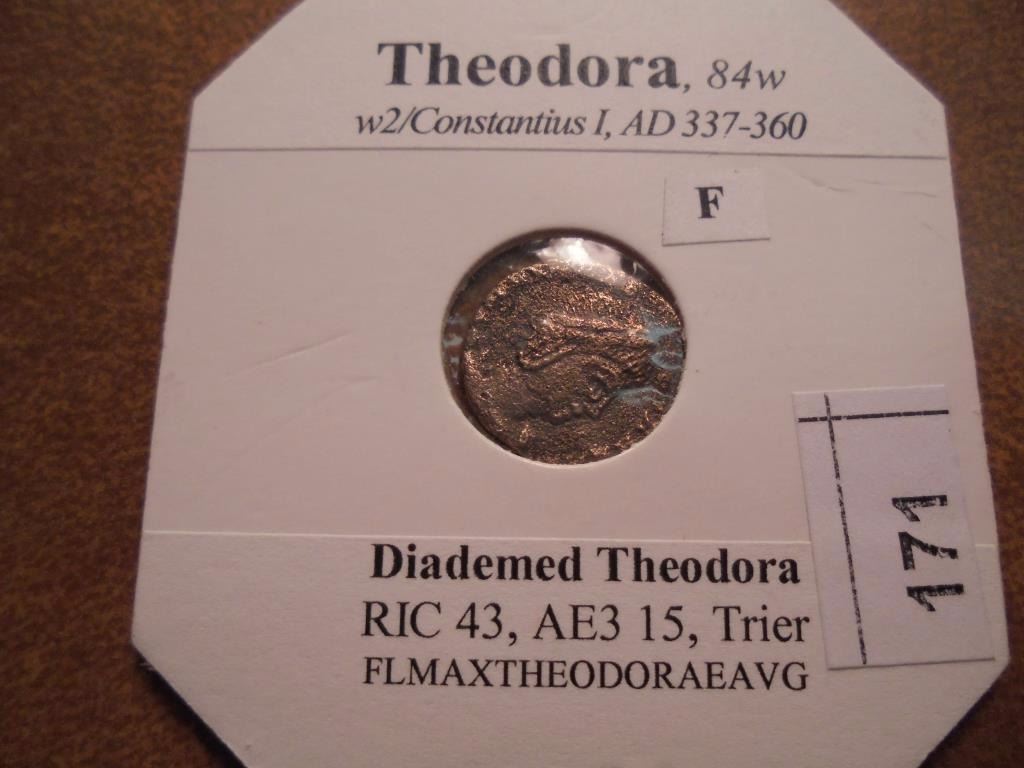 Theodora, 84w
w2/Constantius I, AD 337-360
F
171
Diademed Theodora
RIC 43, AE3 15, Trier
FLMAXTHEODORAEAVG